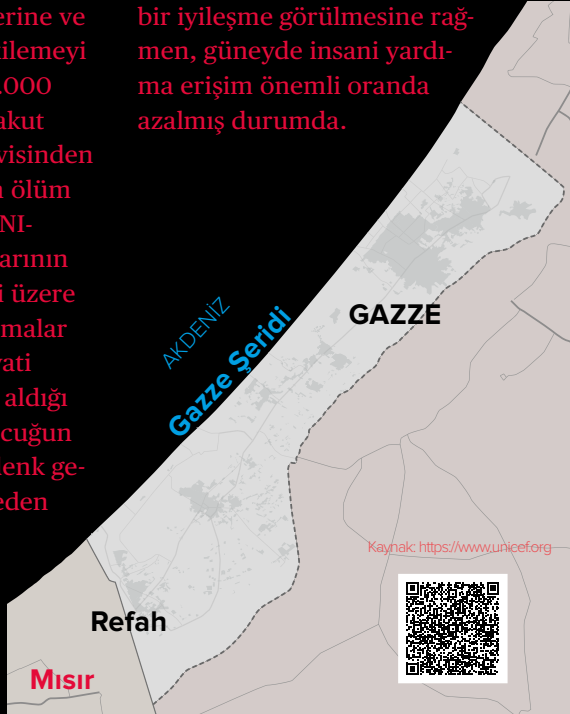 erine ve
ilemeyi
.000
akut
visinden
ölüm
NI-
arının
i üzere
malar
ati
aldığı
cuğun
lenk ge-
eden
bir iyileşme görülmesine rağ-
men, güneyde insani yardı-
ma erişim önemli oranda
azalmış durumda.
AKDENİZ
Gazze Şeridi
GAZZE
Kaynak: https://www.unicef.org
Refah
Mısır